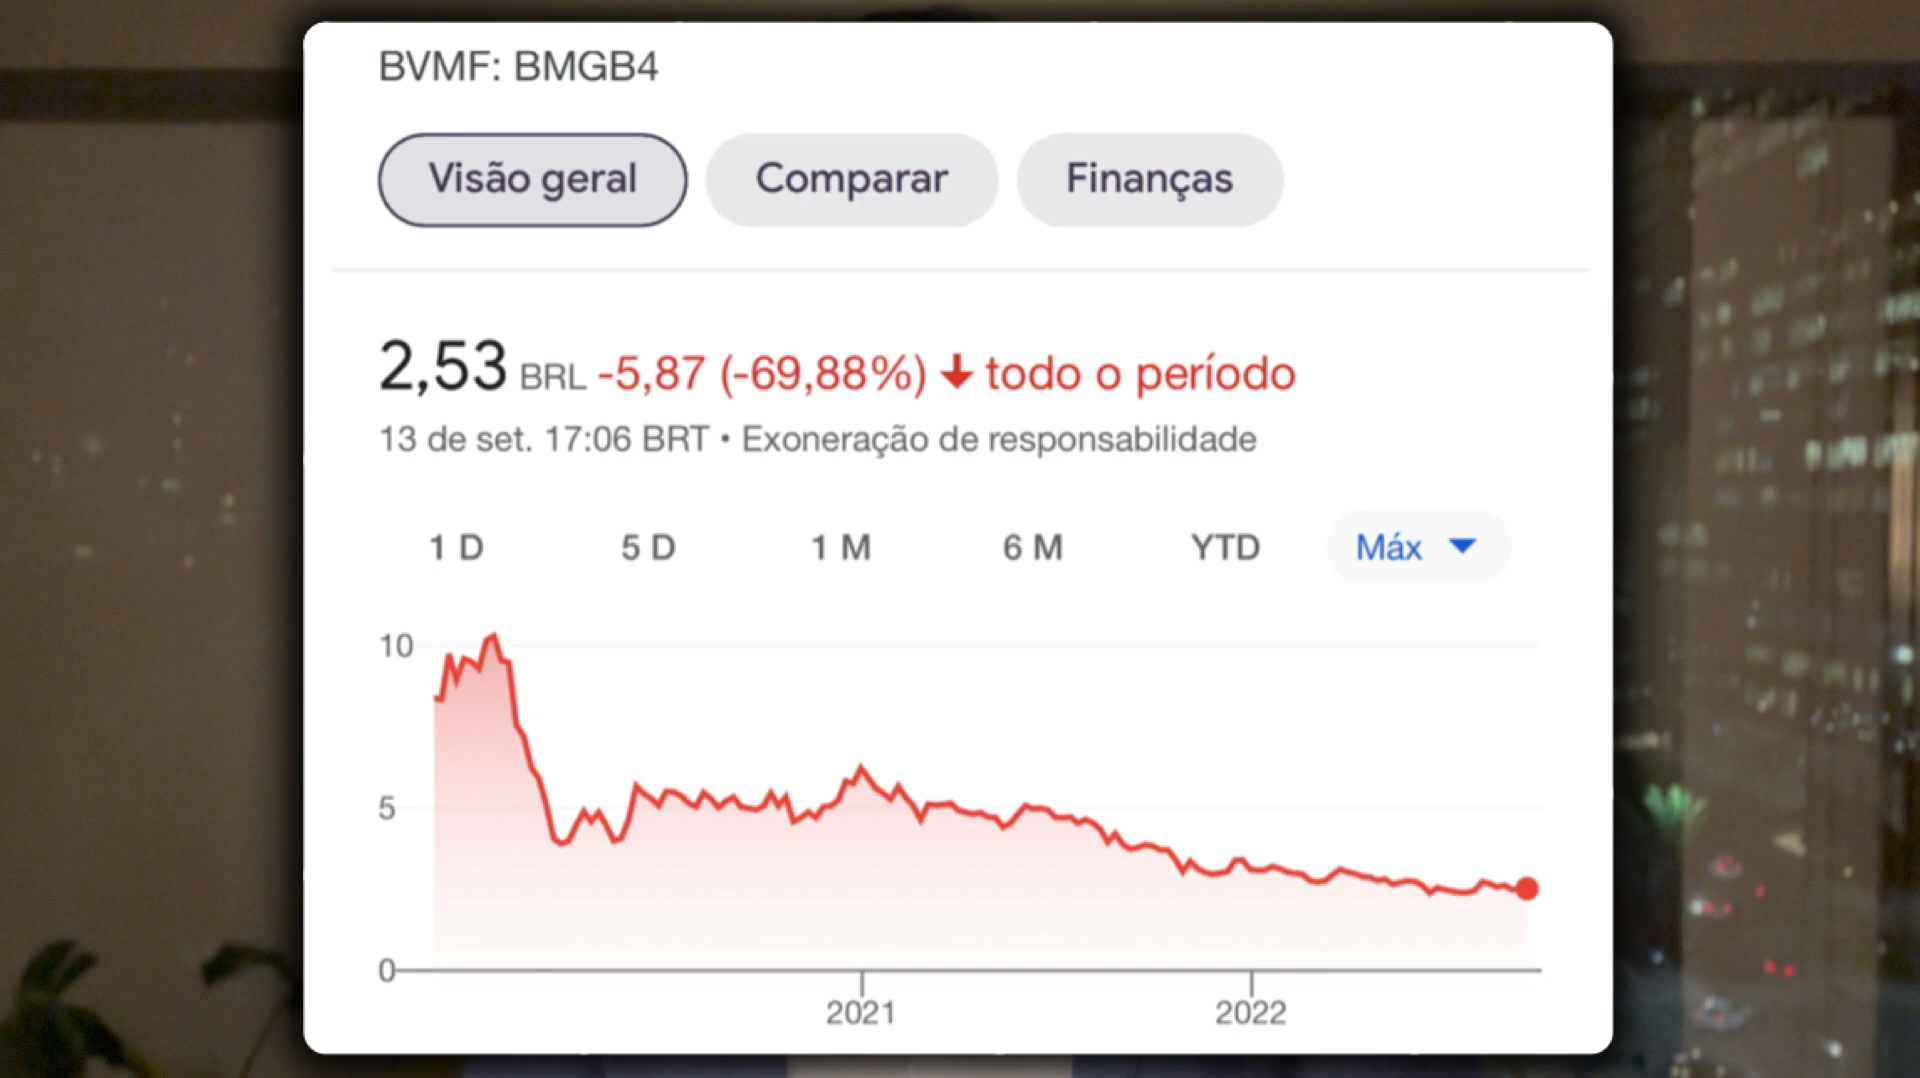 BVMF: BMGB4
Visão geral Comparar Finanças
2,53 BRL -5,87 (-69,88%) ↓ todo o período
13 de set. 17:06 BRT • Exoneração de responsabilidade
1 D 5 D 1 M 6 M YTD Máx
10
5
0
2021 2022